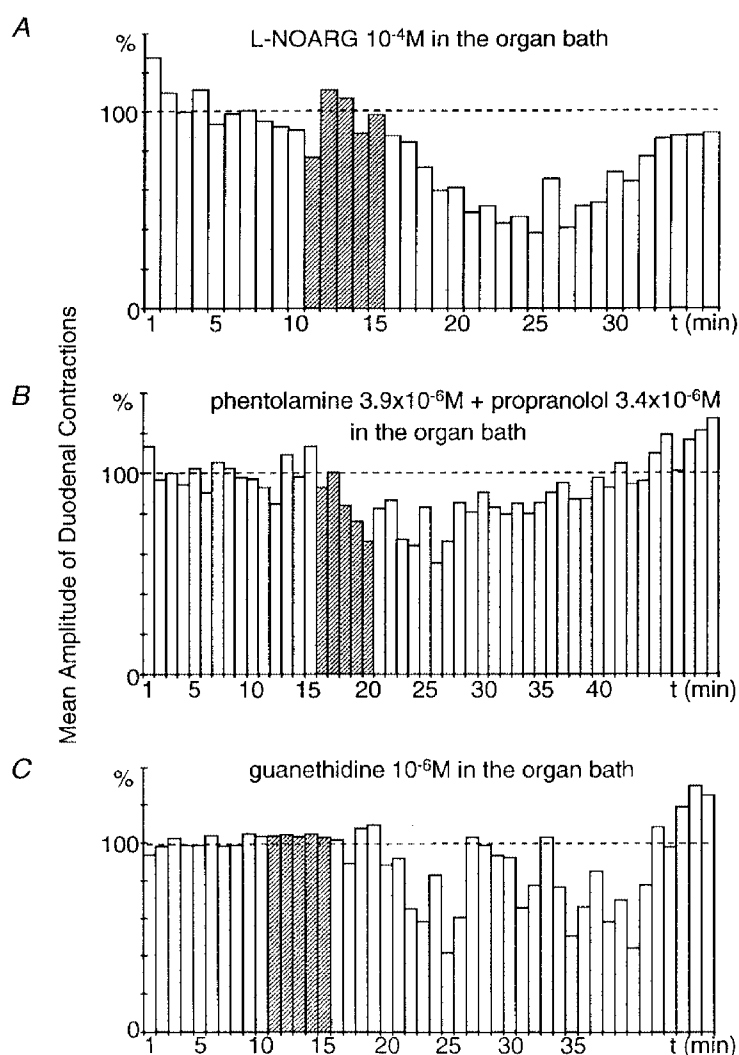 A
%
L-NOARG 10⁻⁴M in the organ bath
100
0
1 5 10 15 20 25 30 t (min)
Mean Amplitude of Duodenal Contractions
B
%
phentolamine 3.9x10⁻⁶M + propranolol 3.4x10⁻⁶M
in the organ bath
100
0
1 5 10 15 20 25 30 35 40 t (min)
C
%
guanethidine 10⁻⁶M in the organ bath
100
0
1 5 10 15 20 25 30 35 t (min)